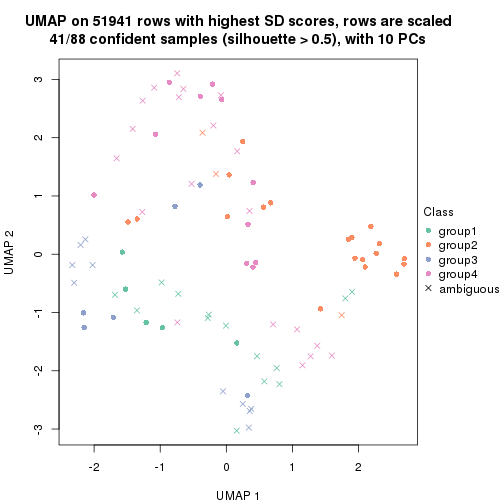 UMAP on 51941 rows with highest SD scores, rows are scaled
41/88 confident samples (silhouette > 0.5), with 10 PCs
UMAP 2
3
2
1
0
-1
-2
-3
-2
-1
0
1
2
UMAP 1
Class
group1
group2
group3
group4
ambiguous